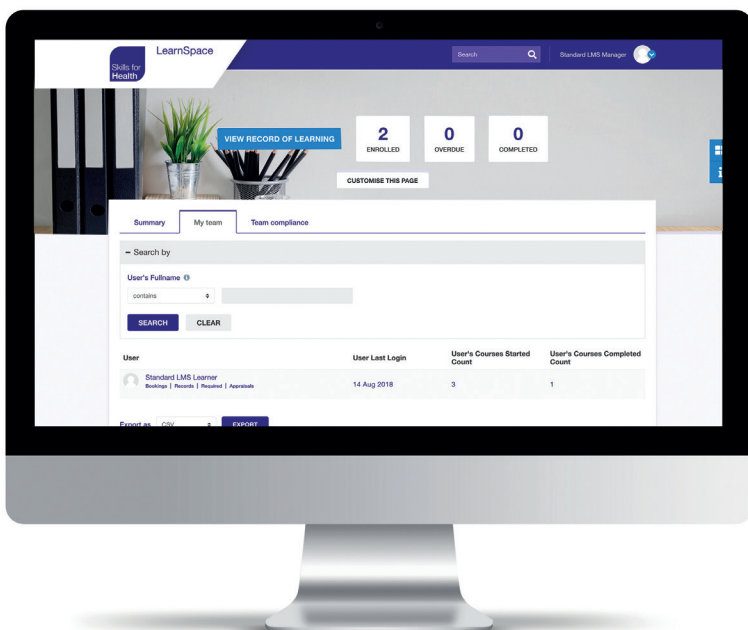 LearnSpace
Skills for
Health
Search
Standard LMS Manager
VIEW RECORD OF LEARNING
2
ENROLLED
0
OVERDUE
0
COMPLETED
CUSTOMISE THIS PAGE
Summary
My team
Team compliance
– Search by
User's Fullname
contains
SEARCH
CLEAR
User
User Last Login
User's Courses Started
Count
User's Courses Completed
Count
Standard LMS Learner
Bookings | Records | Required | Appraisals
14 Aug 2018
3
1
Export as
CSV
EXPORT